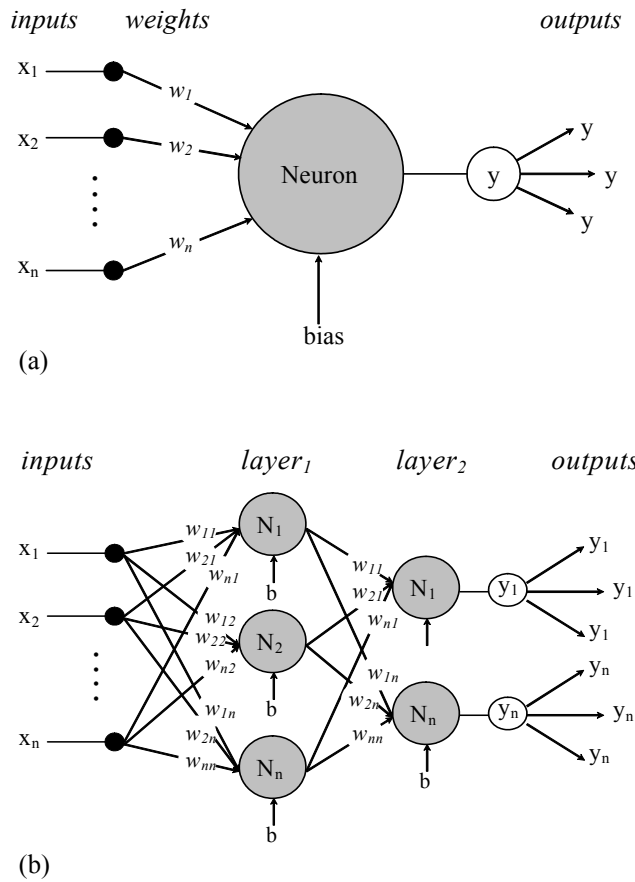 inputs weights outputs
x₁ w₁
x₂ w₂ Neuron y y y y
xₙ wₙ
bias
(a)
inputs layer₁ layer₂ outputs
x₁ w₁₁ w₂₁ wₙ₁ N₁ b w₁₁ w₂₁ wₙ₁ N₁ y₁ y₁ y₁ y₁
x₂ w₁₂ w₂₂ wₙ₂ N₂ b
xₙ w₁ₙ w₂ₙ wₙₙ Nₙ b w₁ₙ w₂ₙ wₙₙ Nₙ b yₙ yₙ yₙ yₙ
(b)